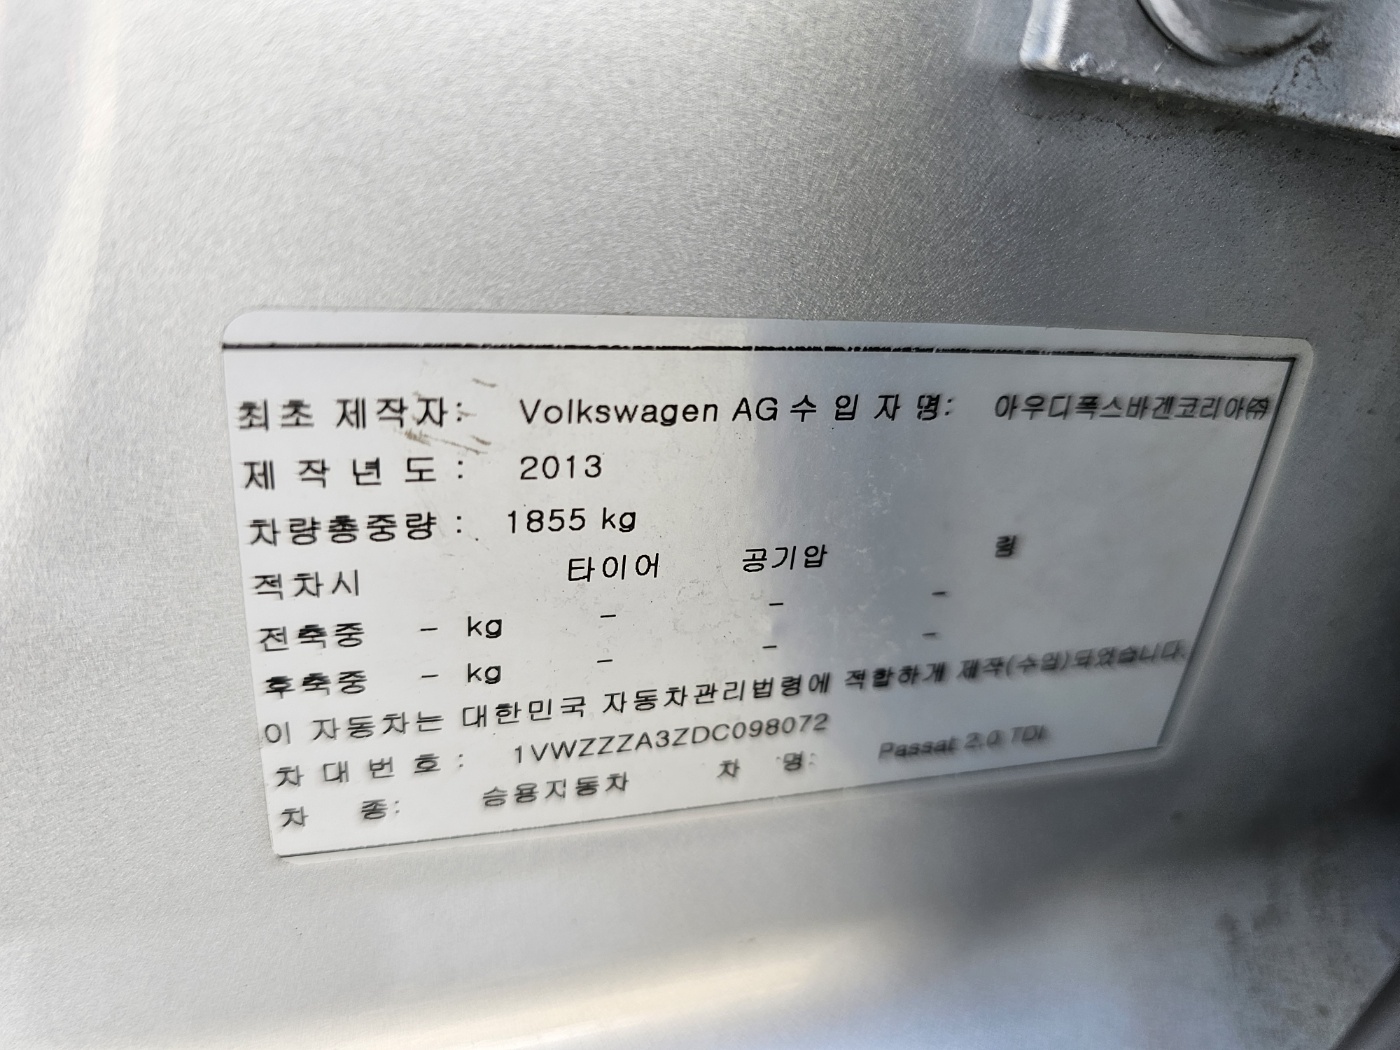 최초 제작자: Volkswagen AG 수 입 자 명: 아우디폭스바겐코리아㈜
제 작 년 도 : 2013
차량총중량 : 1855 kg
적차시 타이어 공기압 림
전축중 - kg - - -
후축중 - kg - - -
이 자동차는 대한민국 자동차관리법령에 적합하게 제작(수입)되었습니다.
차 대 번 호 : 1VWZZZA3ZDC098072
차 종: 승용자동차 차 명: Passat 2.0 TDI